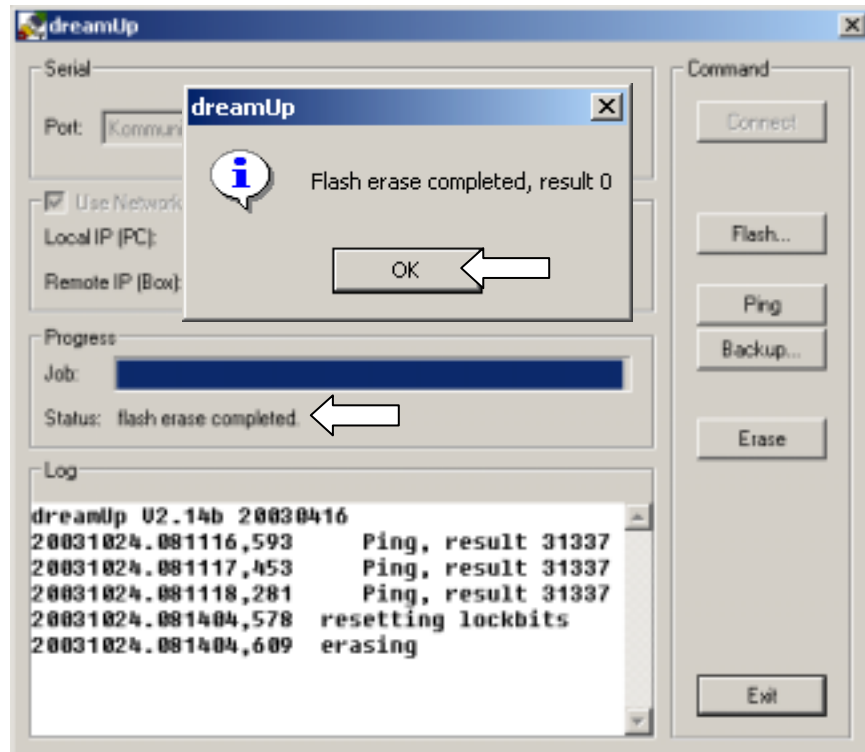 dreamUp
Serial
Port: Kommuni
Use Network
Local IP (PC):
Remote IP (Box):
dreamUp
Flash erase completed, result 0
OK
Progress
Job:
Status: flash erase completed.
Log
dreamUp V2.14b 20030416
20031024.081116,593 Ping, result 31337
20031024.081117,453 Ping, result 31337
20031024.081118,281 Ping, result 31337
20031024.081404,578 resetting lockbits
20031024.081404,609 erasing
Command
Connect
Flash...
Ping
Backup...
Erase
Exit